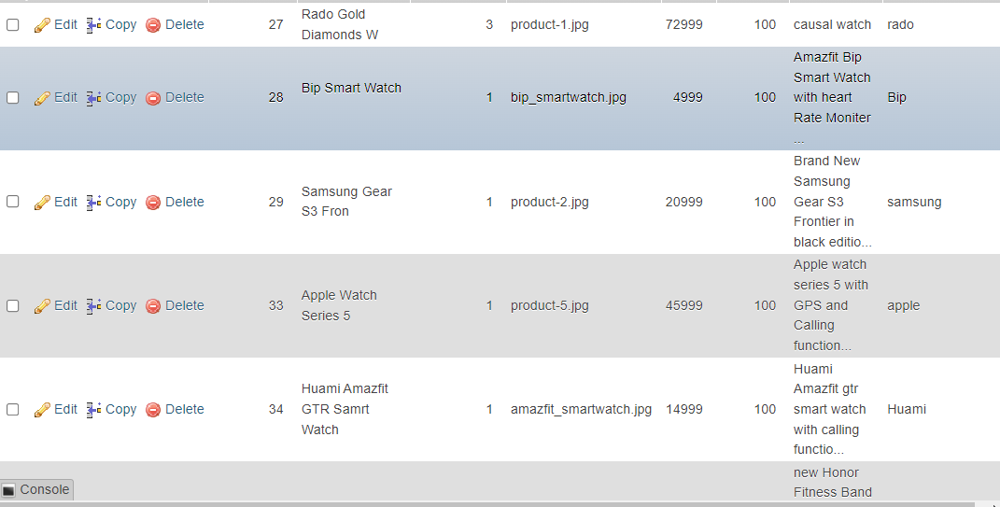 Edit Copy Delete 27 Rado Gold Diamonds W 3 product-1.jpg 72999 100 causal watch rado
Edit Copy Delete 28 Bip Smart Watch 1 bip_smartwatch.jpg 4999 100 Amazfit Bip Smart Watch with heart Rate Moniter ... Bip
Edit Copy Delete 29 Samsung Gear S3 Fron 1 product-2.jpg 20999 100 Brand New Samsung Gear S3 Frontier in black editio... samsung
Edit Copy Delete 33 Apple Watch Series 5 1 product-5.jpg 45999 100 Apple watch series 5 with GPS and Calling function... apple
Edit Copy Delete 34 Huami Amazfit GTR Samrt Watch 1 amazfit_smartwatch.jpg 14999 100 Huami Amazfit gtr smart watch with calling functio... Huami
new Honor Fitness Band
Console